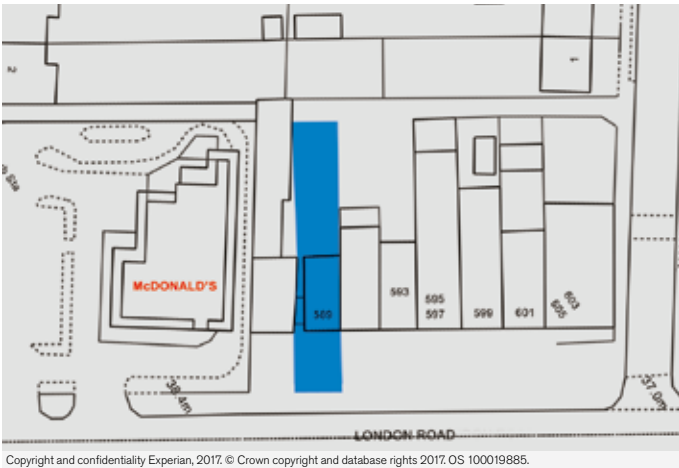 2
1
McDONALD'S
589
593
595
597
599
601
603
605
38.4m
37.0m
LONDON ROAD
Copyright and confidentiality Experian, 2017. © Crown copyright and database rights 2017. OS 100019885.